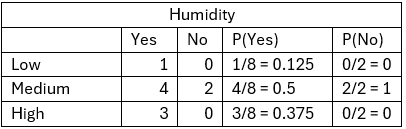 Humidity
Yes No P(Yes) P(No)
Low 1 0 1/8 = 0.125 0/2 = 0
Medium 4 2 4/8 = 0.5 2/2 = 1
High 3 0 3/8 = 0.375 0/2 = 0